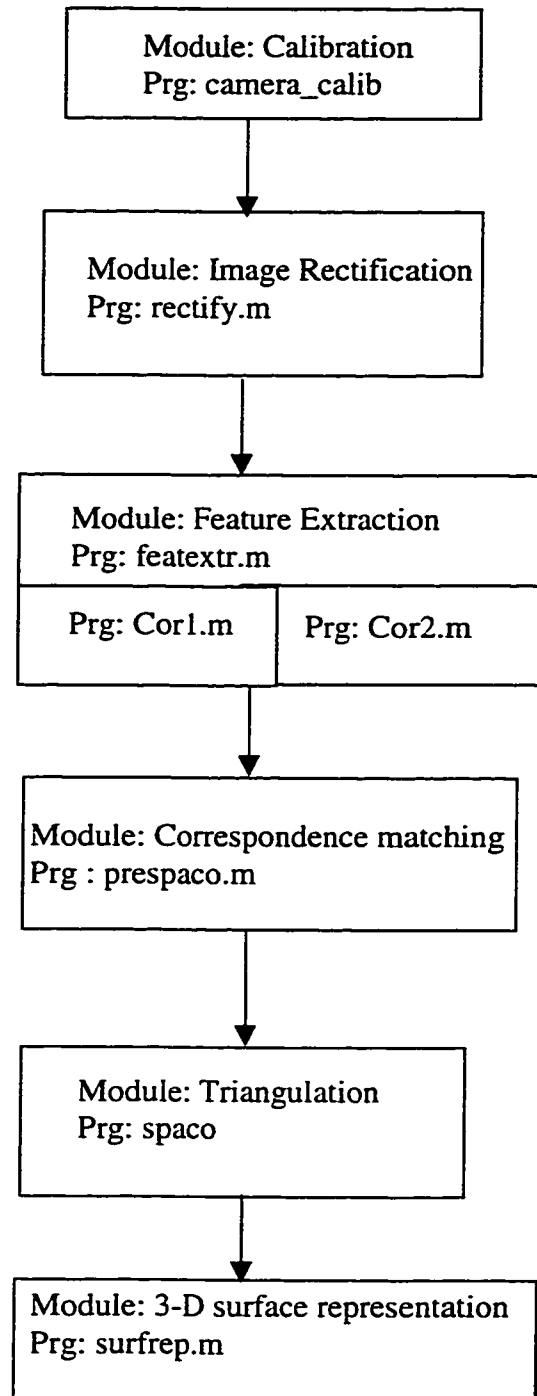 Module: Calibration
Prg: camera_calib
Module: Image Rectification
Prg: rectify.m
Module: Feature Extraction
Prg: featextr.m
Prg: Cor1.m
Prg: Cor2.m
Module: Correspondence matching
Prg : prespaco.m
Module: Triangulation
Prg: spaco
Module: 3-D surface representation
Prg: surfrep.m